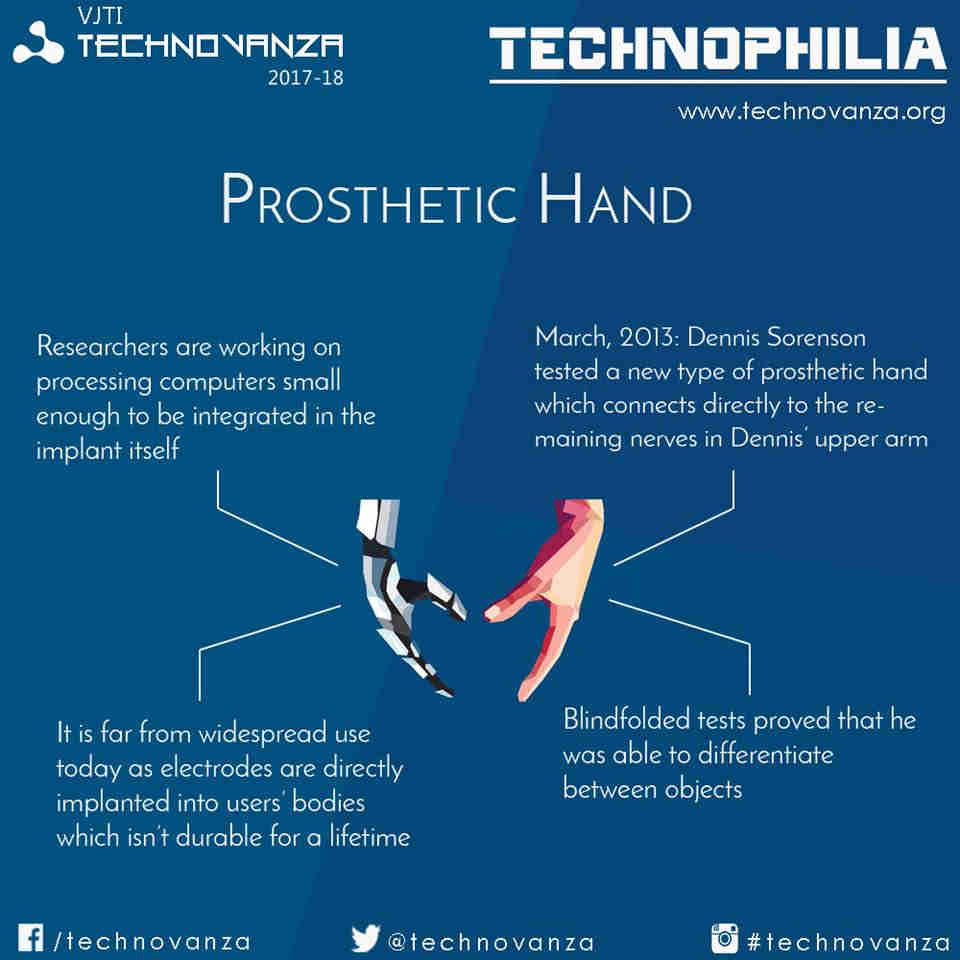 VJTI
TECHNOVANZA
2017-18
TECHNOPHILIA
www.technovanza.org
Prosthetic Hand
Researchers are working on
processing computers small
enough to be integrated in the
implant itself
March, 2013: Dennis Sorenson
tested a new type of prosthetic hand
which connects directly to the re-
maining nerves in Dennis' upper arm
It is far from widespread use
today as electrodes are directly
implanted into users' bodies
which isn't durable for a lifetime
Blindfolded tests proved that he
was able to differentiate
between objects
/technovanza
@technovanza
#technovanza